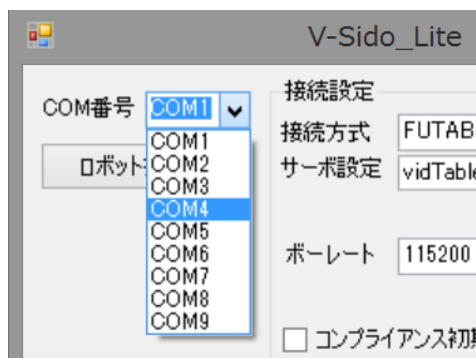 V-Sido_Lite
COM番号 COM1
COM1
COM2
COM3
COM4
COM5
COM6
COM7
COM8
COM9
ロボット
接続設定
接続方式 FUTAB
サーボ設定 vidTable
ボーレート 115200
コンプライアンス初期